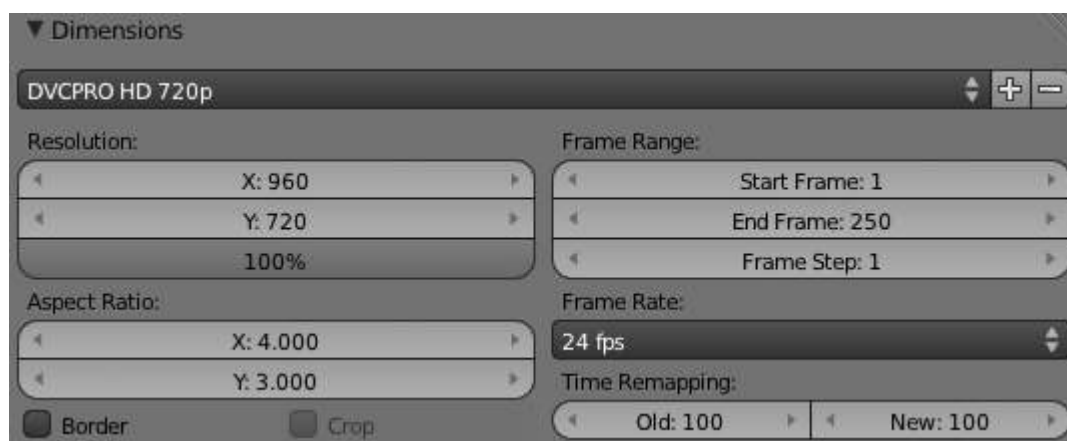 Dimensions
DVCPRO HD 720p
Resolution:
X: 960
Y: 720
100%
Aspect Ratio:
X: 4.000
Y: 3.000
Border
Crop
Frame Range:
Start Frame: 1
End Frame: 250
Frame Step: 1
Frame Rate:
24 fps
Time Remapping:
Old: 100
New: 100